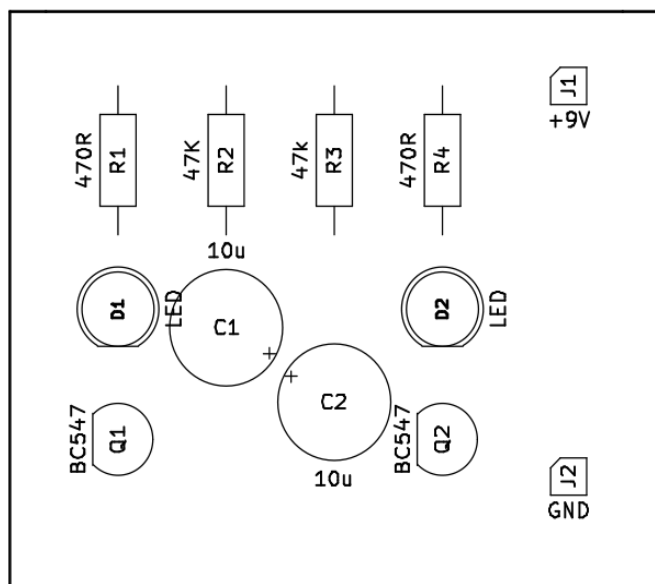 470R
R1
47K
R2
47k
R3
470R
R4
J1
+9V
10u
D1
LED
C1
D2
LED
C2
10u
BC547
Q1
BC547
Q2
J2
GND